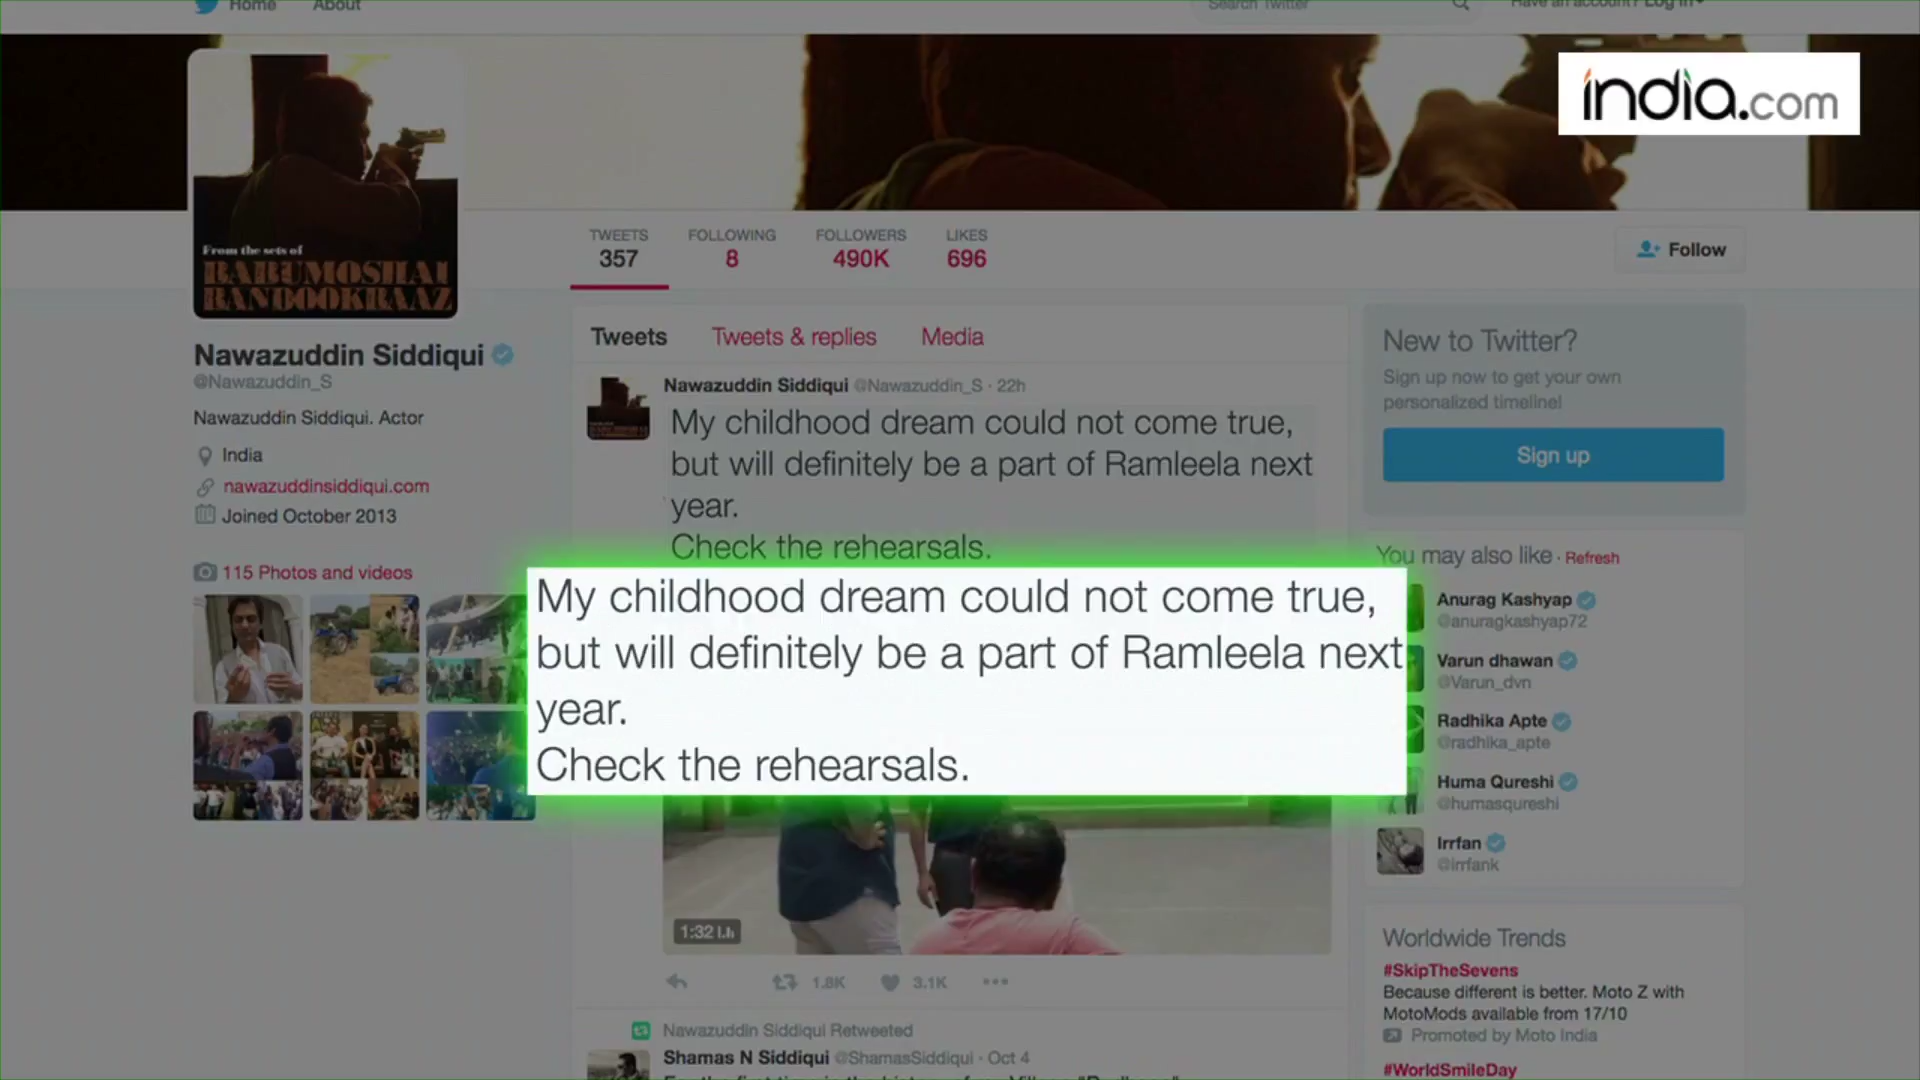 Home About
Search Twitter
Have an account? Log in
india.com
From the sets of
BABUMOSHAI
BANDOOKBAAZ
TWEETS
357
FOLLOWING
8
FOLLOWERS
490K
LIKES
696
Follow
Nawazuddin Siddiqui
@Nawazuddin_S
Nawazuddin Siddiqui. Actor
India
nawazuddinsiddiqui.com
Joined October 2013
115 Photos and videos
Tweets Tweets & replies Media
Nawazuddin Siddiqui @Nawazuddin_S · 22h
My childhood dream could not come true,
but will definitely be a part of Ramleela next
year.
Check the rehearsals.
My childhood dream could not come true,
but will definitely be a part of Ramleela next
year.
Check the rehearsals.
1:32
1.8K 3.1K
Nawazuddin Siddiqui Retweeted
Shamas N Siddiqui @ShamasSiddiqui · Oct 4
New to Twitter?
Sign up now to get your own
personalized timeline!
Sign up
You may also like · Refresh
Anurag Kashyap
@anuragkashyap72
Varun dhawan
@Varun_dvn
Radhika Apte
@radhika_apte
Huma Qureshi
@humasqureshi
Irrfan
@irrfank
Worldwide Trends
#SkipTheSevens
Because different is better. Moto Z with
MotoMods available from 17/10
Promoted by Moto India
#WorldSmileDay